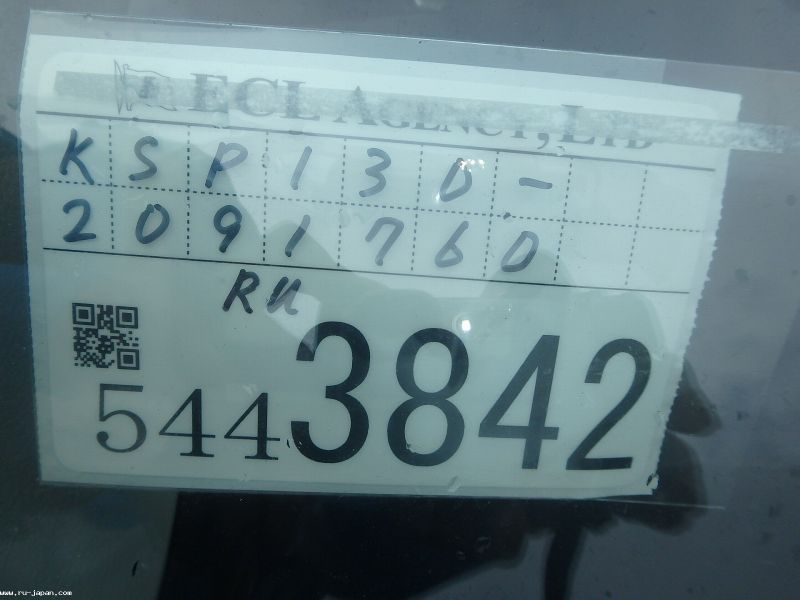 ECL AGENCY, LTD
KSP130-
2091760
RU
5443842
www.ru-japan.com